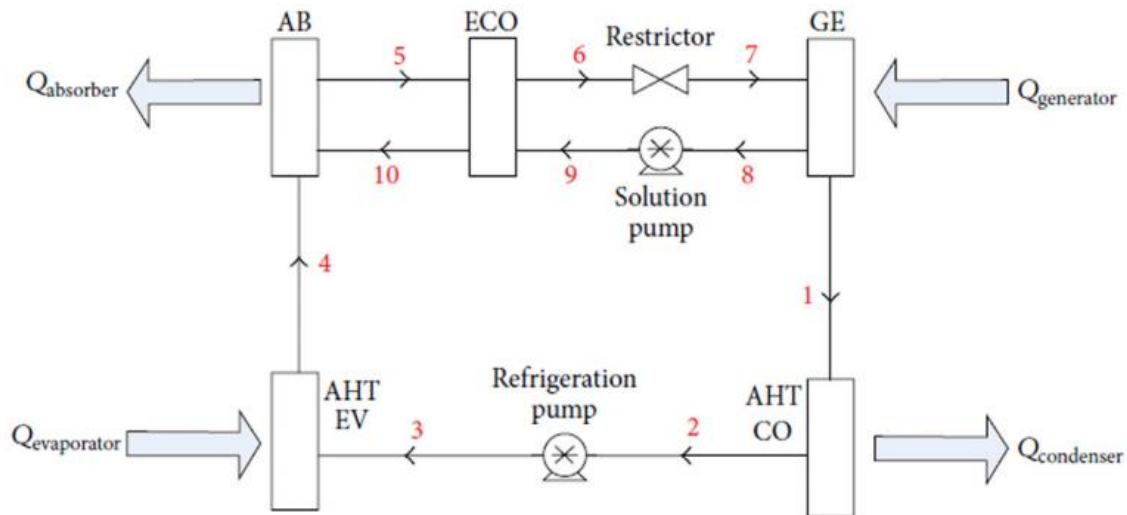 AB
ECO
Restrictor
GE
5
6
7
Qabsorber
Qgenerator
10
9
8
Solution
pump
4
1
Refrigeration
pump
AHT
EV
AHT
CO
Qevaporator
3
2
Qcondenser